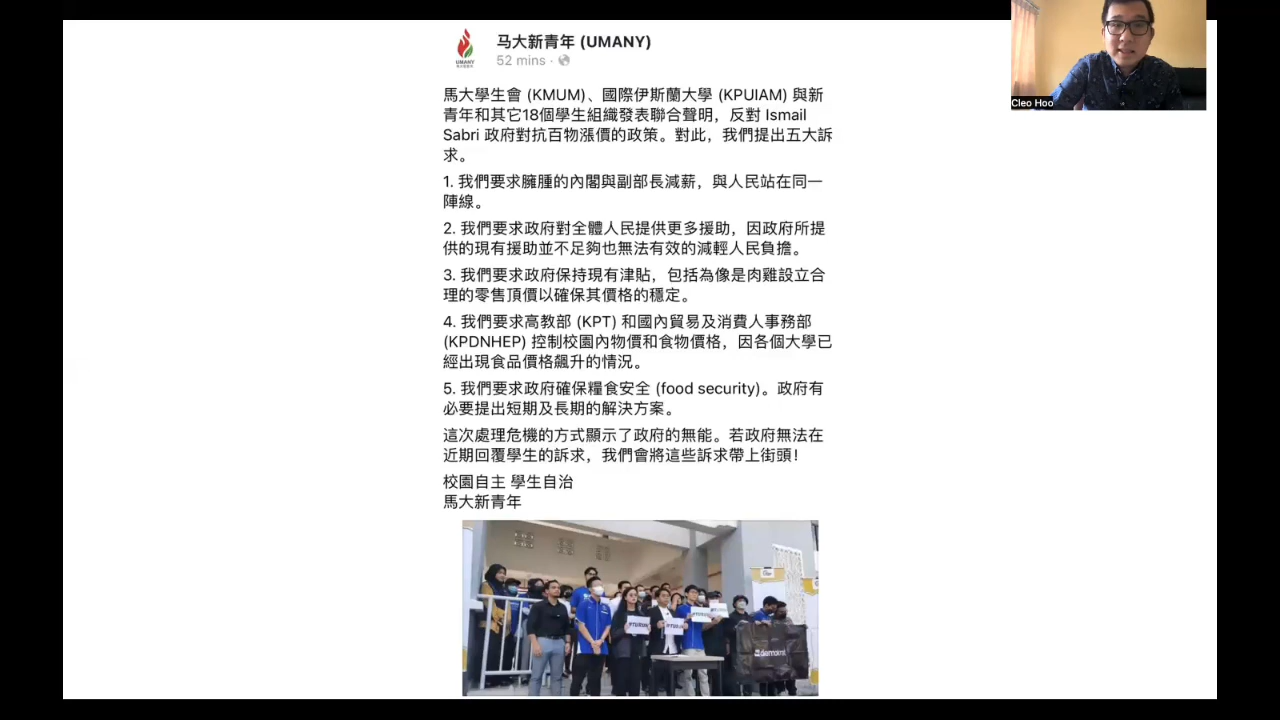 马大新青年 (UMANY)
52 mins ·
UMANY
馬大學生會 (KMUM)、國際伊斯蘭大學 (KPUIAM) 與新
青年和其它18個學生組織發表聯合聲明，反對 Ismail
Sabri 政府對抗百物漲價的政策。對此，我們提出五大訴
求。
1. 我們要求臃腫的內閣與副部長減薪，與人民站在同一
陣線。
2. 我們要求政府對全體人民提供更多援助，因政府所提
供的現有援助並不足夠也無法有效的減輕人民負擔。
3. 我們要求政府保持現有津貼，包括為像是肉雞設立合
理的零售頂價以確保其價格的穩定。
4. 我們要求高教部 (KPT) 和國內貿易及消費人事務部
(KPDNHEP) 控制校園內物價和食物價格，因各個大學已
經出現食品價格飆升的情況。
5. 我們要求政府確保糧食安全 (food security)。政府有
必要提出短期及長期的解決方案。
這次處理危機的方式顯示了政府的無能。若政府無法在
近期回覆學生的訴求，我們會將這些訴求帶上街頭！
校園自主 學生自治
馬大新青年
demokrat
Cleo Hoo